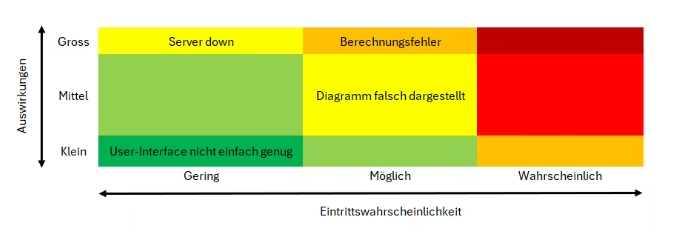 Auswirkungen
Gross
Server down
Berechnungsfehler
Mittel
Diagramm falsch dargestellt
Klein
User-Interface nicht einfach genug
Gering
Möglich
Wahrscheinlich
Eintrittswahrscheinlichkeit